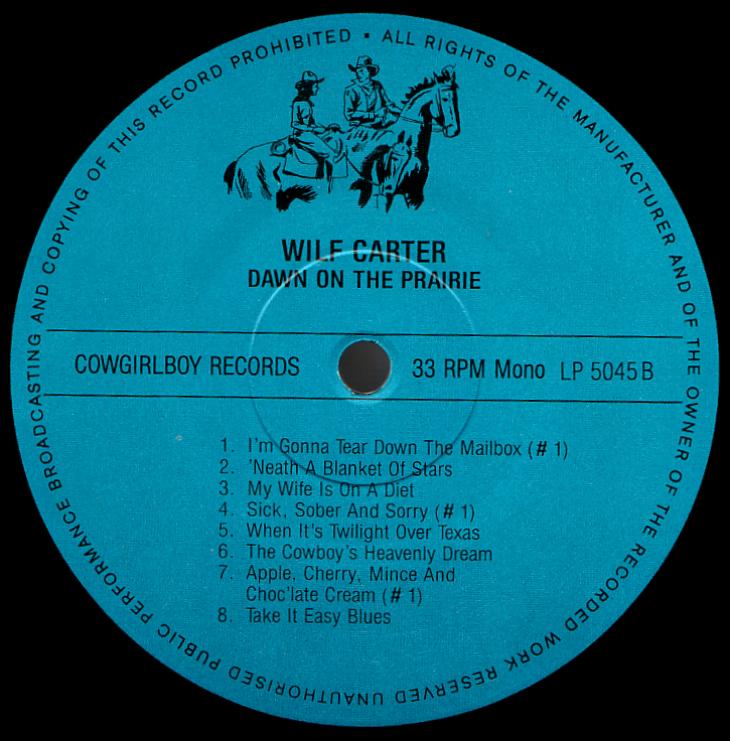 ALL RIGHTS OF THE MANUFACTURER AND OF THE OWNER OF THE RECORDED WORK RESERVED UNAUTHORISED PUBLIC PERFORMANCE BROADCASTING AND COPYING OF THIS RECORD PROHIBITED •
WILF CARTER
DAWN ON THE PRAIRIE
COWGIRLBOY RECORDS 33 RPM Mono LP 5045 B
1. I'm Gonna Tear Down The Mailbox (# 1)
2. 'Neath A Blanket Of Stars
3. My Wife Is On A Diet
4. Sick, Sober And Sorry (# 1)
5. When It's Twilight Over Texas
6. The Cowboy's Heavenly Dream
7. Apple, Cherry, Mince And
Choc'late Cream (# 1)
8. Take It Easy Blues